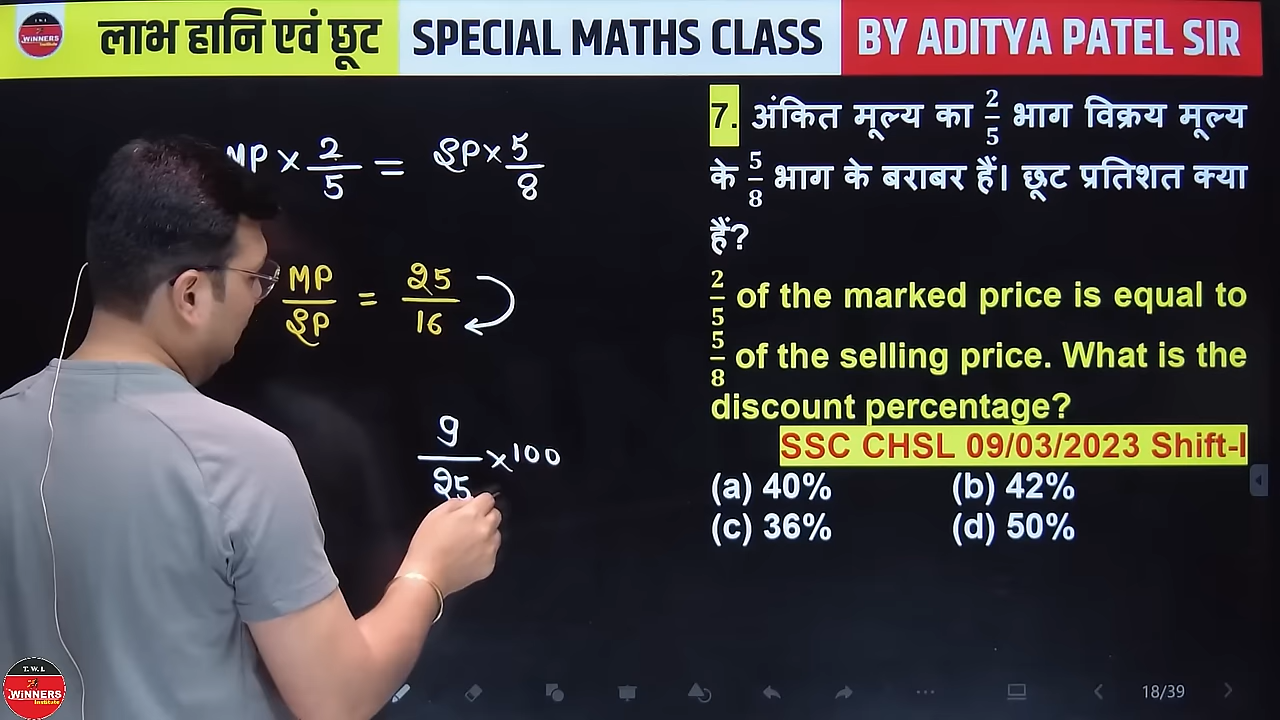 लाभ हानि एवं छूट SPECIAL MATHS CLASS BY ADITYA PATEL SIR
WiNNERS
Institute
MP × 2/5 = SP × 5/8
MP/SP = 25/16
9/25 × 100
7. अंकित मूल्य का 2/5 भाग विक्रय मूल्य
के 5/8 भाग के बराबर हैं। छूट प्रतिशत क्या
हैं?
2/5 of the marked price is equal to
5/8 of the selling price. What is the
discount percentage?
SSC CHSL 09/03/2023 Shift-I
(a) 40% (b) 42%
(c) 36% (d) 50%
T.W.I.
WiNNERS
Institute
18/39